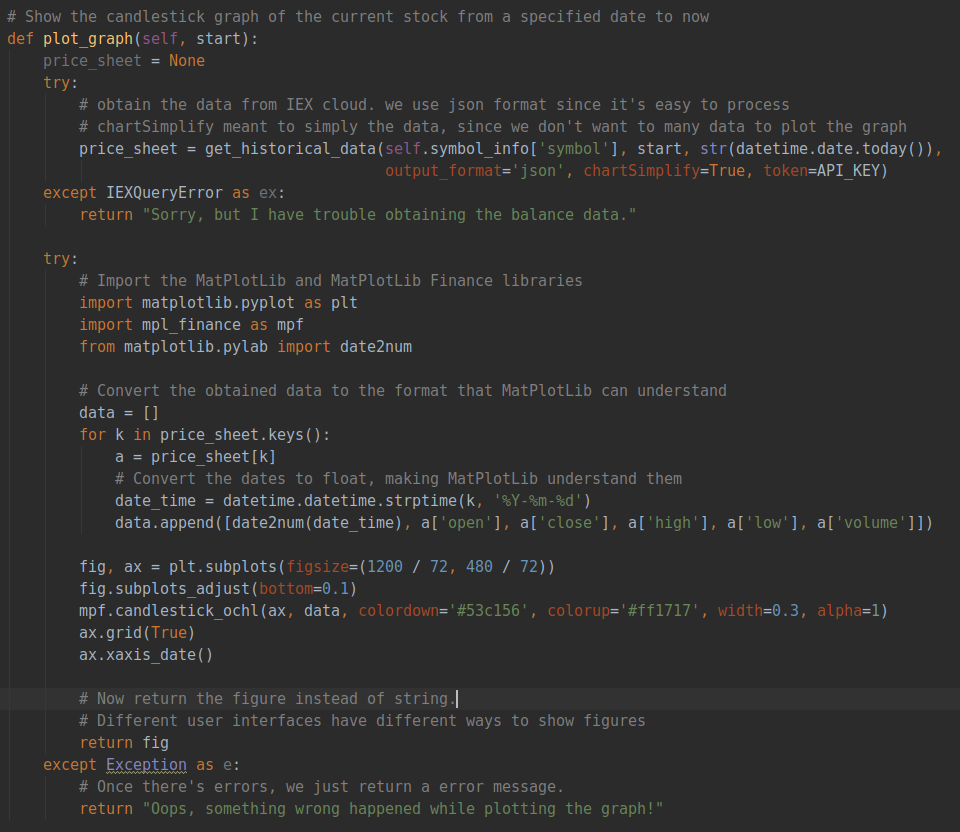 # Show the candlestick graph of the current stock from a specified date to now
def plot_graph(self, start):
    price_sheet = None
    try:
        # obtain the data from IEX cloud. we use json format since it's easy to process
        # chartSimplify meant to simply the data, since we don't want to many data to plot the graph
        price_sheet = get_historical_data(self.symbol_info['symbol'], start, str(datetime.date.today()),
                                          output_format='json', chartSimplify=True, token=API_KEY)
    except IEXQueryError as ex:
        return "Sorry, but I have trouble obtaining the balance data."

    try:
        # Import the MatPlotLib and MatPlotLib Finance libraries
        import matplotlib.pyplot as plt
        import mpl_finance as mpf
        from matplotlib.pylab import date2num

        # Convert the obtained data to the format that MatPlotLib can understand
        data = []
        for k in price_sheet.keys():
            a = price_sheet[k]
            # Convert the dates to float, making MatPlotLib understand them
            date_time = datetime.datetime.strptime(k, '%Y-%m-%d')
            data.append([date2num(date_time), a['open'], a['close'], a['high'], a['low'], a['volume']])

        fig, ax = plt.subplots(figsize=(1200 / 72, 480 / 72))
        fig.subplots_adjust(bottom=0.1)
        mpf.candlestick_ochl(ax, data, colordown='#53c156', colorup='#ff1717', width=0.3, alpha=1)
        ax.grid(True)
        ax.xaxis_date()

        # Now return the figure instead of string.
        # Different user interfaces have different ways to show figures
        return fig
    except Exception as e:
        # Once there's errors, we just return a error message.
        return "Oops, something wrong happened while plotting the graph!"